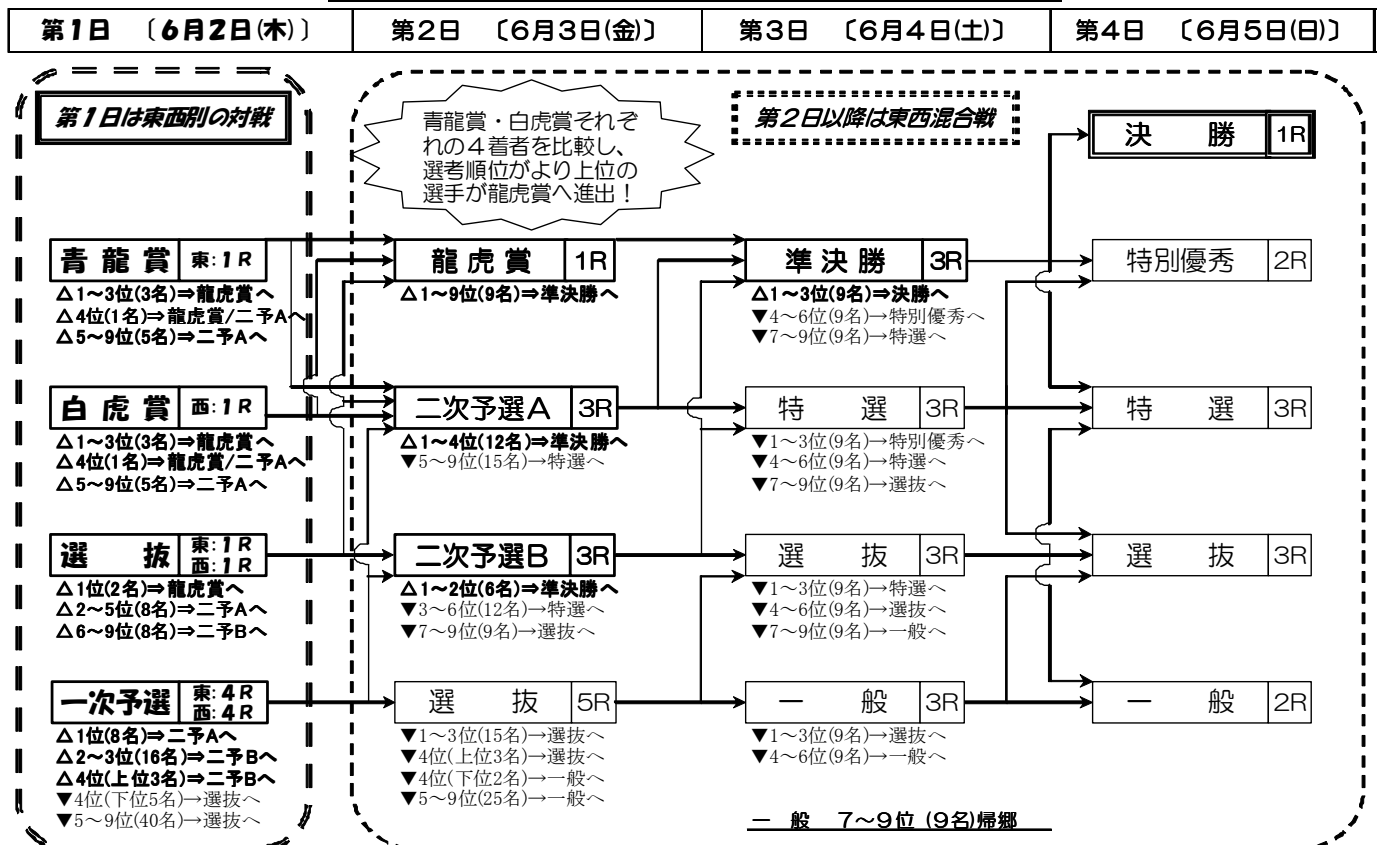 第1日 〔6月2日(木)〕
第2日 〔6月3日(金)〕
第3日 〔6月4日(土)〕
第4日 〔6月5日(日)〕
第1日は東西別の対戦
青龍賞・白虎賞それぞ
れの4着者を比較し、
選考順位がより上位の
選手が龍虎賞へ進出！
第2日以降は東西混合戦
決 勝 1R
青龍賞 東:1R
△1～3位(3名)⇒龍虎賞へ
△4位(1名)⇒龍虎賞/二予Aへ
△5～9位(5名)⇒二予Aへ
龍虎賞 1R
△1～9位(9名)⇒準決勝へ
準決勝 3R
△1～3位(9名)⇒決勝へ
▼4～6位(9名)→特別優秀へ
▼7～9位(9名)→特選へ
特別優秀 2R
白虎賞 西:1R
△1～3位(3名)⇒龍虎賞へ
△4位(1名)⇒龍虎賞/二予Aへ
△5～9位(5名)⇒二予Aへ
二次予選A 3R
△1～4位(12名)⇒準決勝へ
▼5～9位(15名)→特選へ
特 選 3R
▼1～3位(9名)→特別優秀へ
▼4～6位(9名)→特選へ
▼7～9位(9名)→選抜へ
特 選 3R
選 抜 東:1R
西:1R
△1位(2名)⇒龍虎賞へ
△2～5位(8名)⇒二予Aへ
△6～9位(8名)⇒二予Bへ
二次予選B 3R
△1～2位(6名)⇒準決勝へ
▼3～6位(12名)→特選へ
▼7～9位(9名)→選抜へ
選 抜 3R
▼1～3位(9名)→特選へ
▼4～6位(9名)→選抜へ
▼7～9位(9名)→一般へ
選 抜 3R
一次予選 東:4R
西:4R
△1位(8名)⇒二予Aへ
△2～3位(16名)⇒二予Bへ
△4位(上位3名)⇒二予Bへ
▼4位(下位5名)→選抜へ
▼5～9位(40名)→選抜へ
選 抜 5R
▼1～3位(15名)→選抜へ
▼4位(上位3名)→選抜へ
▼4位(下位2名)→一般へ
▼5～9位(25名)→一般へ
一 般 3R
▼1～3位(9名)→選抜へ
▼4～6位(9名)→一般へ
一 般 2R
一 般 7～9位 (9名)帰郷